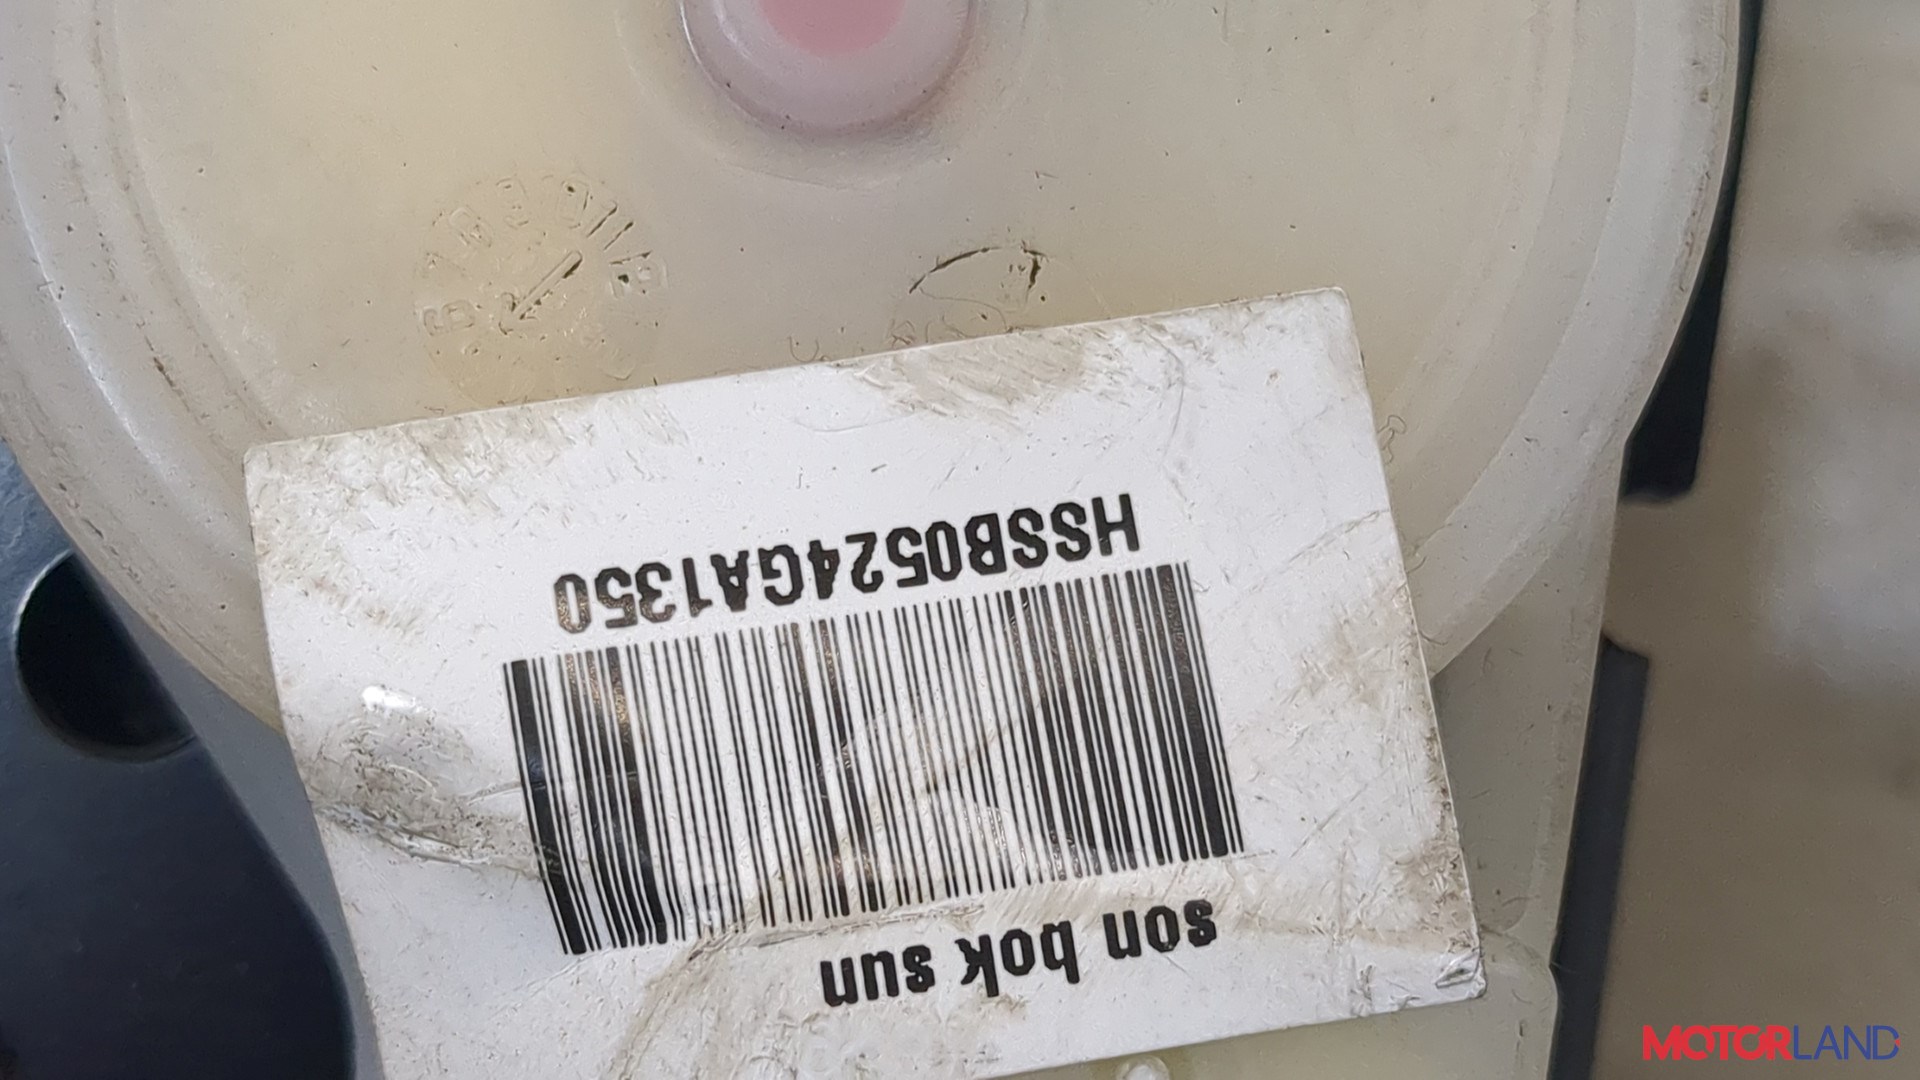 son bok sun
HSSB0524GA1350
MOTORLAND